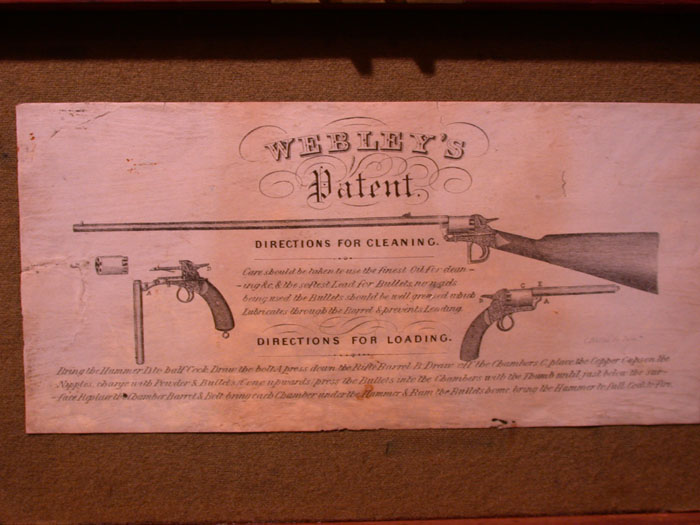 WEBLEY'S
Patent.
DIRECTIONS FOR CLEANING.
Care should be taken to use the finest Oil for clean-
-ing &c, & the softest Lead for Bullets, no
being used the Bullets should be well greased which
Lubricates through the Barrel & prevents Leading.
DIRECTIONS FOR LOADING.
Bring the Hammer D to half Cock Draw the bolt A press down the Rifle Barrel B. Draw off the Chambers C, place the Copper Caps on the
Nipples, charge with Powder & Bullets upwards press the Bullets into the Chambers with the Thumb until just below the sur-
face Replace the Chamber Barrel & Bolt bring each Chamber under the Hammer & Ram the Bullets home, bring the Hammer to full Cock to Fire.
C
A
A